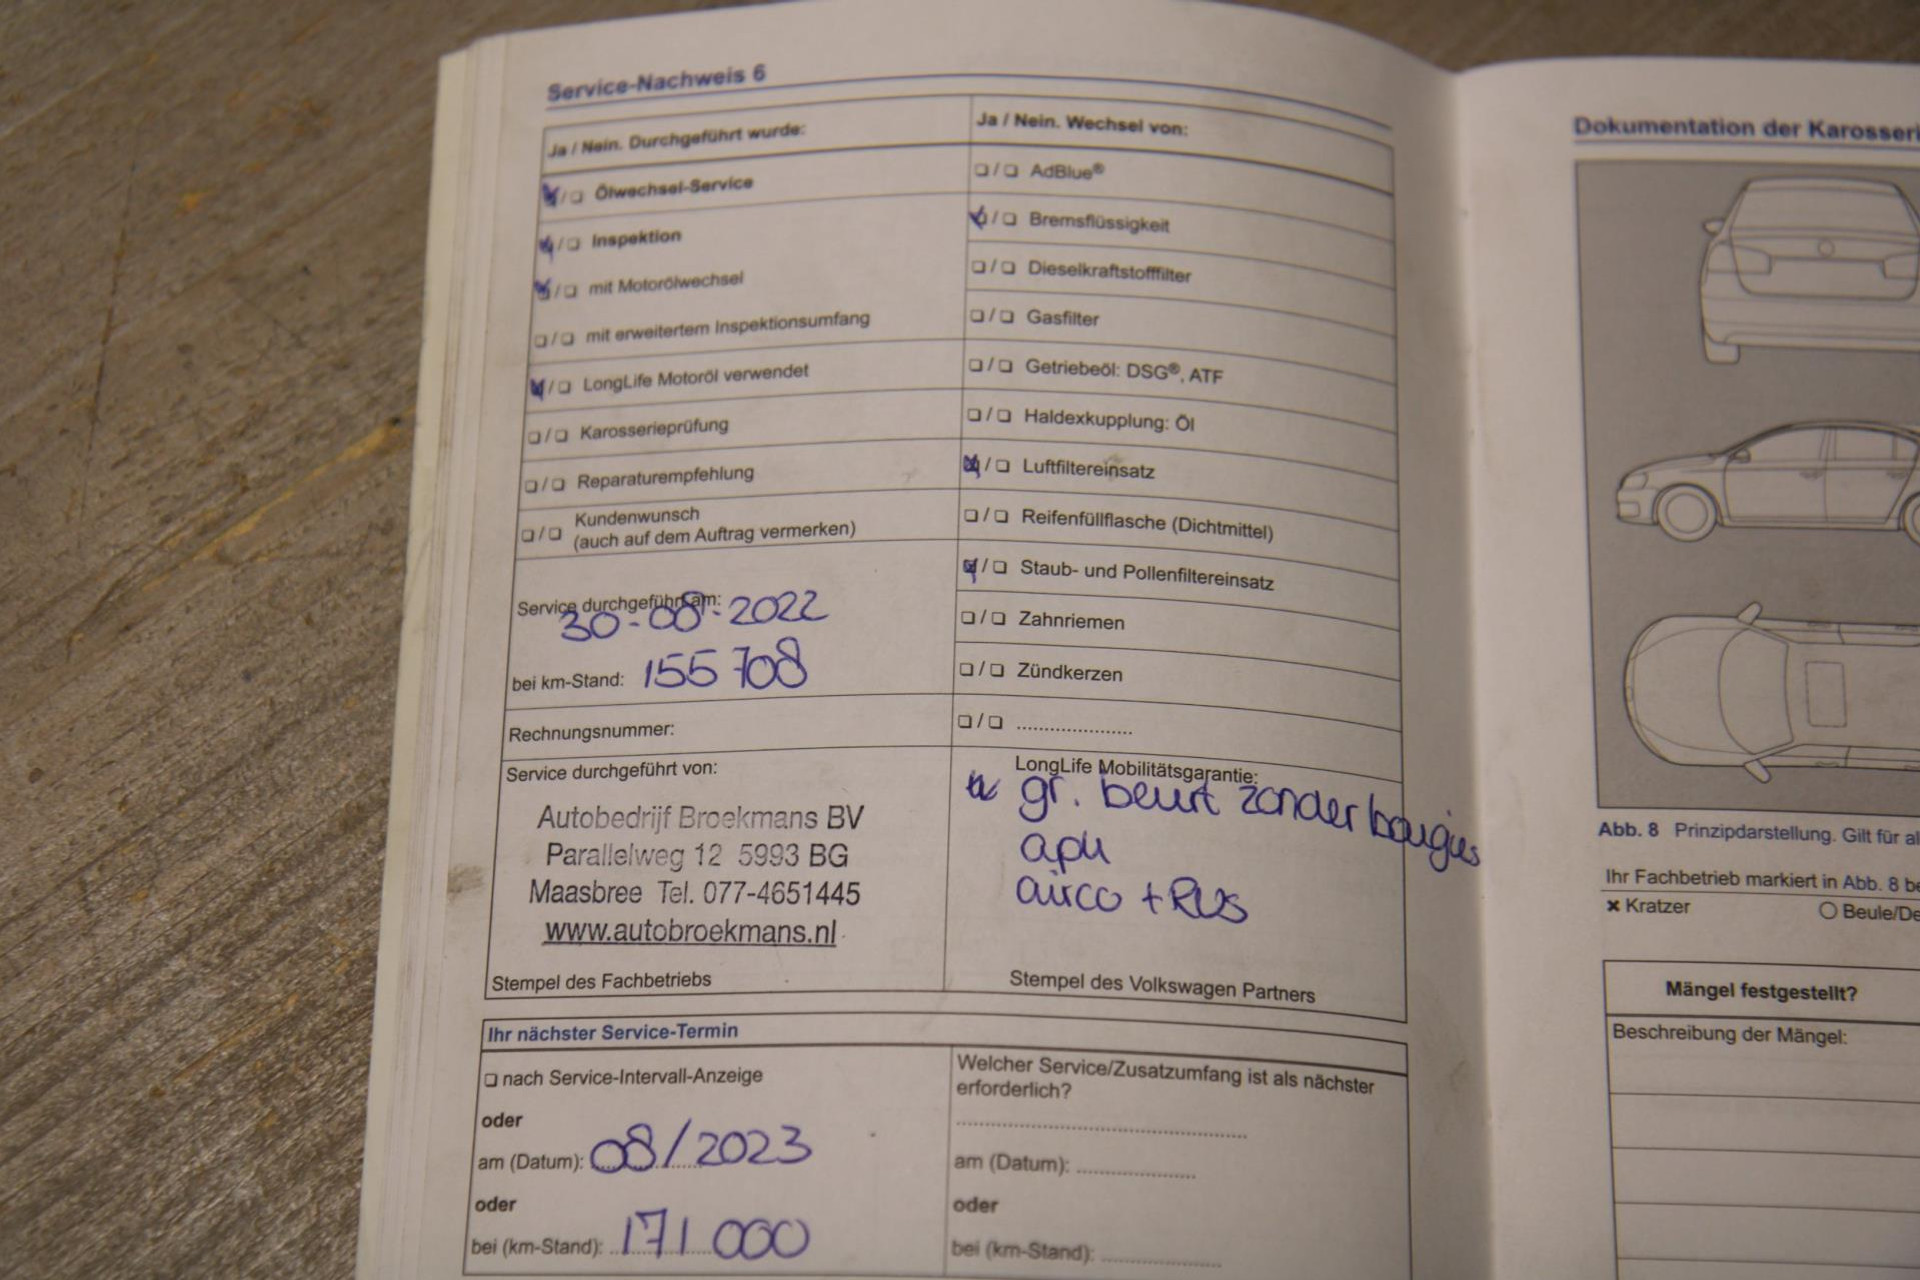 Service-Nachweis 6
Ja / Nein. Durchgeführt wurde:
❏/❏ Ölwechsel-Service
❏/❏ Inspektion
❏/❏ mit Motorölwechsel
❏/❏ mit erweitertem Inspektionsumfang
❏/❏ LongLife Motoröl verwendet
❏/❏ Karosserieprüfung
❏/❏ Reparaturempfehlung
❏/❏ Kundenwunsch
(auch auf dem Auftrag vermerken)
Service durchgeführt am:
30-08-2022
bei km-Stand: 155 708
Rechnungsnummer:
Service durchgeführt von:
Autobedrijf Broekmans BV
Parallelweg 12 5993 BG
Maasbree Tel. 077-4651445
www.autobroekmans.nl
Stempel des Fachbetriebs
Ja / Nein. Wechsel von:
❏/❏ AdBlue®
❏/❏ Bremsflüssigkeit
❏/❏ Dieselkraftstofffilter
❏/❏ Gasfilter
❏/❏ Getriebeöl: DSG®, ATF
❏/❏ Haldexkupplung: Öl
❏/❏ Luftfiltereinsatz
❏/❏ Reifenfüllflasche (Dichtmittel)
❏/❏ Staub- und Pollenfiltereinsatz
❏/❏ Zahnriemen
❏/❏ Zündkerzen
❏/❏ .....................
LongLife Mobilitätsgarantie:
gr. beurt zonder bougies
apk
airco + RUS
Stempel des Volkswagen Partners
Ihr nächster Service-Termin
❏ nach Service-Intervall-Anzeige
oder
am (Datum): 08/2023
oder
bei (km-Stand): 171 000
Welcher Service/Zusatzumfang ist als nächster
erforderlich?
am (Datum):
oder
bei (km-Stand):
Dokumentation der Karosseri
Abb. 8 Prinzipdarstellung. Gilt für al
Ihr Fachbetrieb markiert in Abb. 8 be
× Kratzer ○ Beule/De
Mängel festgestellt?
Beschreibung der Mängel: